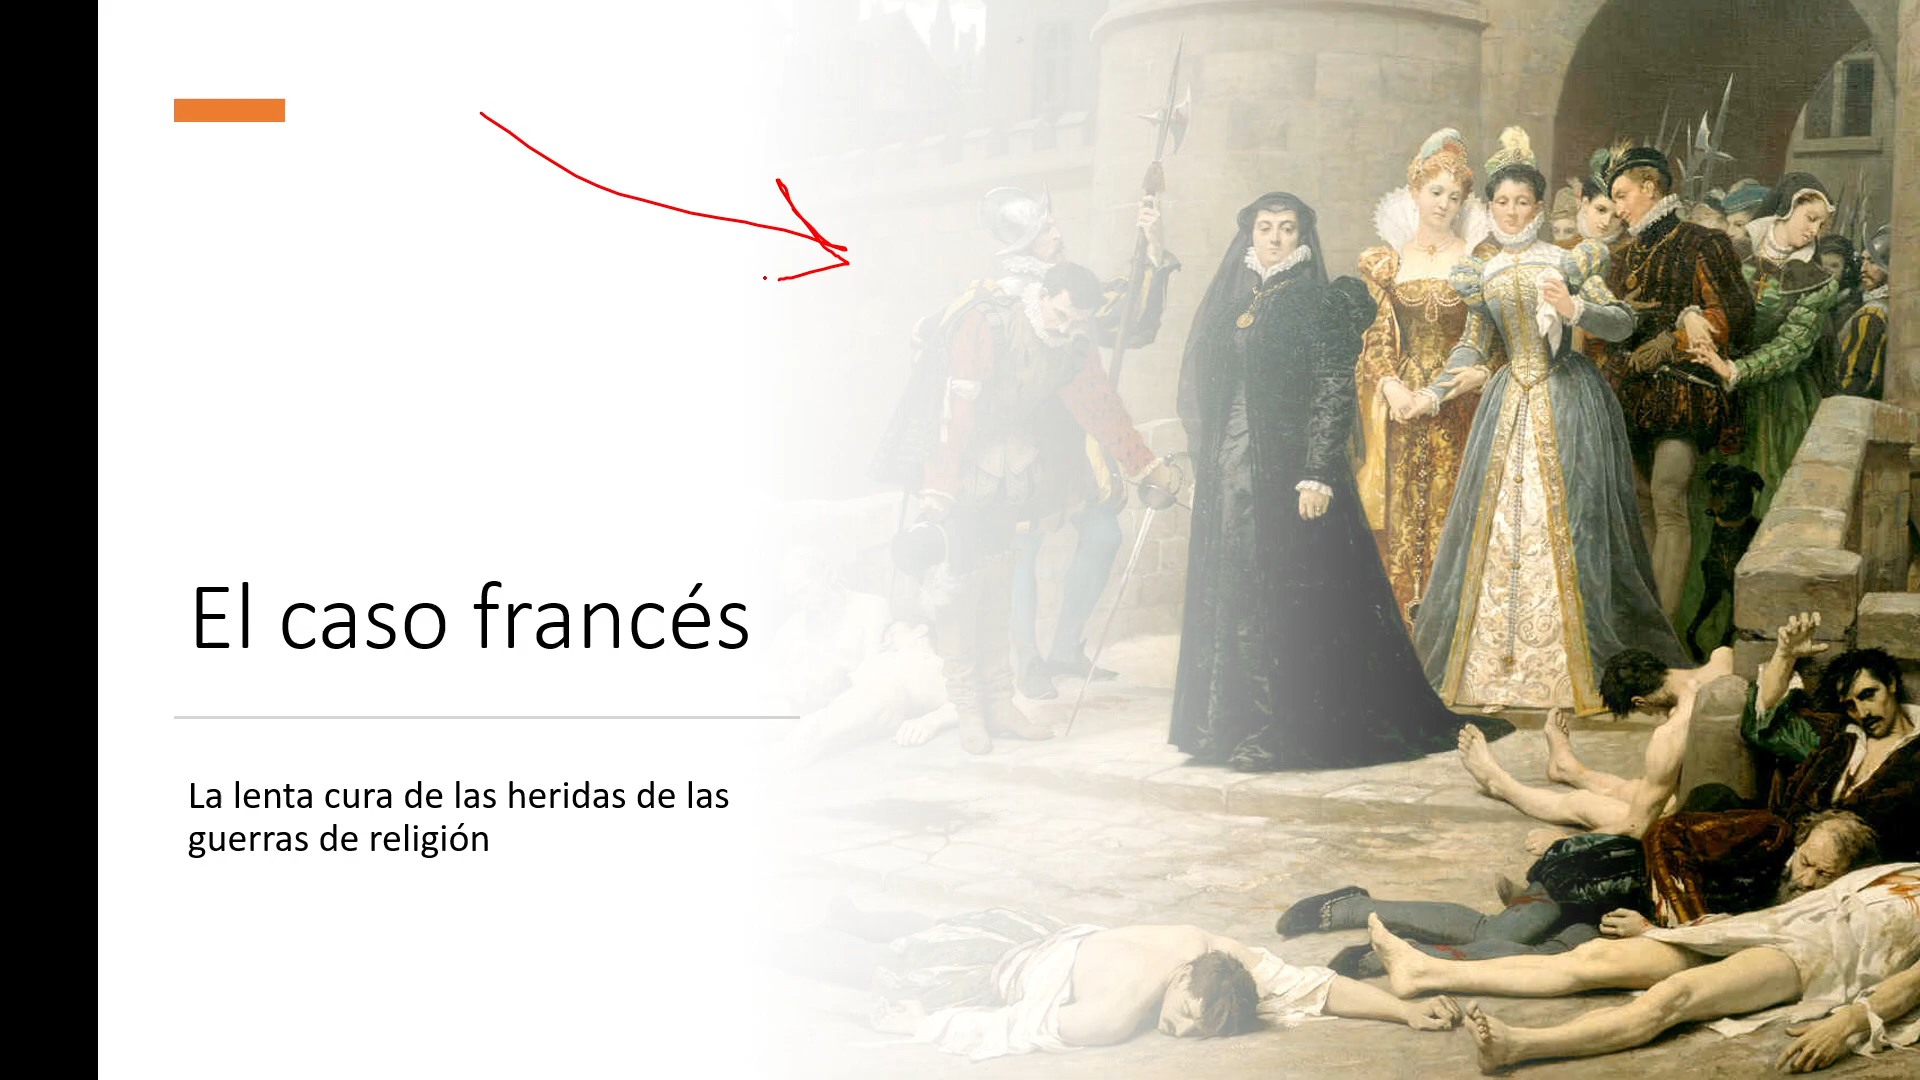 El caso francés
La lenta cura de las heridas de las
guerras de religión